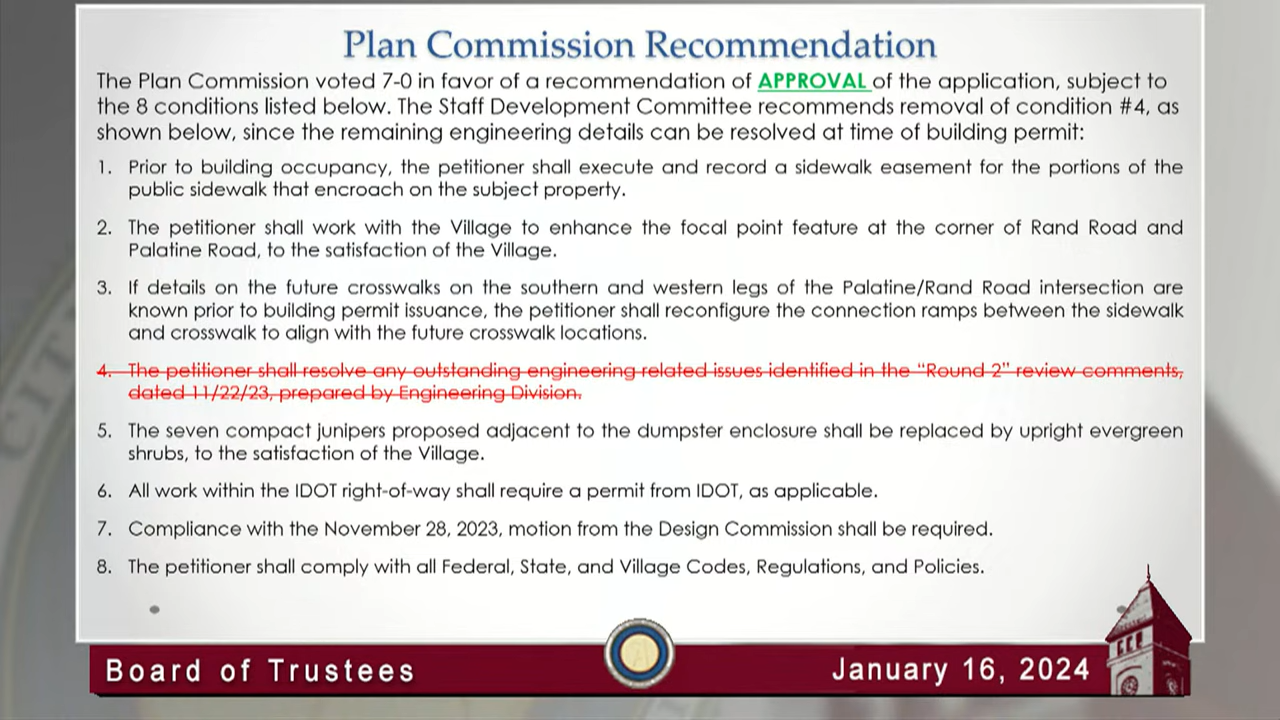 Plan Commission Recommendation
The Plan Commission voted 7-0 in favor of a recommendation of APPROVAL of the application, subject to
the 8 conditions listed below. The Staff Development Committee recommends removal of condition #4, as
shown below, since the remaining engineering details can be resolved at time of building permit:
1. Prior to building occupancy, the petitioner shall execute and record a sidewalk easement for the portions of the
public sidewalk that encroach on the subject property.
2. The petitioner shall work with the Village to enhance the focal point feature at the corner of Rand Road and
Palatine Road, to the satisfaction of the Village.
3. If details on the future crosswalks on the southern and western legs of the Palatine/Rand Road intersection are
known prior to building permit issuance, the petitioner shall reconfigure the connection ramps between the sidewalk
and crosswalk to align with the future crosswalk locations.
4. The petitioner shall resolve any outstanding engineering related issues identified in the “Round 2” review comments,
dated 11/22/23, prepared by Engineering Division.
5. The seven compact junipers proposed adjacent to the dumpster enclosure shall be replaced by upright evergreen
shrubs, to the satisfaction of the Village.
6. All work within the IDOT right-of-way shall require a permit from IDOT, as applicable.
7. Compliance with the November 28, 2023, motion from the Design Commission shall be required.
8. The petitioner shall comply with all Federal, State, and Village Codes, Regulations, and Policies.
Board of Trustees
January 16, 2024